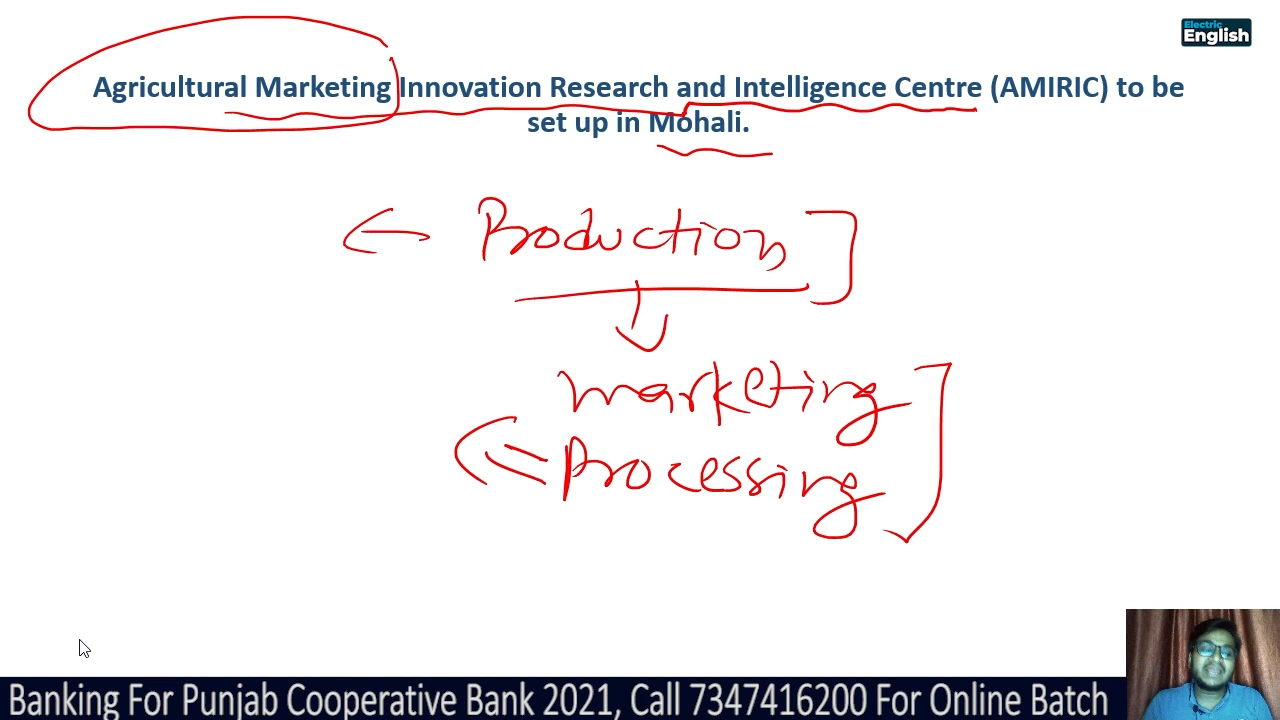 Electric
English
Agricultural Marketing Innovation Research and Intelligence Centre (AMIRIC) to be
set up in Mohali.
Production
marketing
Processing
Banking For Punjab Cooperative Bank 2021, Call 7347416200 For Online Batch